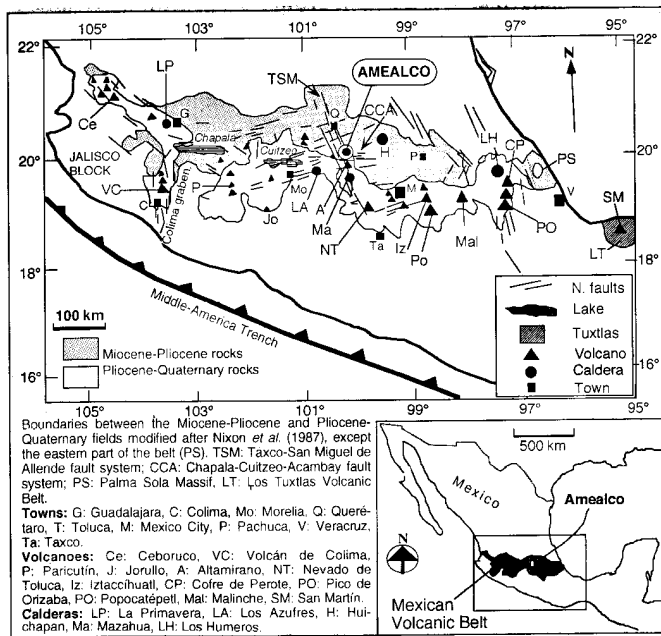 105° 103° 101° 99° 97° 95°
22°
20°
18°
16°
22°
20°
18°
16°
LP
TSM
AMEALCO
N
G
Q
CCA
Ce
Chapala
Cuitzeo
H
P
LH
CP
PS
JALISCO
BLOCK
VC
P
Mo
M
V
SM
C
Colima graben
Jo
LA
A
Ma
NT
Ta
Iz
Po
Mal
PO
LT
Middle-America Trench
100 km
Miocene-Pliocene rocks
Pliocene-Quaternary rocks
N. faults
Lake
Tuxtlas
Volcano
Caldera
Town
105° 103° 101° 99° 97° 95°
Boundaries between the Miocene-Pliocene and Pliocene-
Quaternary fields modified after Nixon et al. (1987), except
the eastern part of the belt (PS). TSM: Taxco-San Miguel de
Allende fault system; CCA: Chapala-Cuitzeo-Acambay fault
system; PS: Palma Sola Massif, LT: Los Tuxtlas Volcanic
Belt.
Towns: G: Guadalajara, C: Colima, Mo: Morelia, Q: Queré-
taro, T: Toluca, M: Mexico City, P: Pachuca, V: Veracruz,
Ta: Taxco.
Volcanoes: Ce: Ceboruco, VC: Volcán de Colima,
P: Paricutín, J: Jorullo, A: Altamirano, NT: Nevado de
Toluca, Iz: Iztaccíhuatl, CP: Cofre de Perote, PO: Pico de
Orizaba, PO: Popocatépetl, Mal: Malinche, SM: San Martín.
Calderas: LP: La Primavera, LA: Los Azufres, H: Hui-
chapan, Ma: Mazahua, LH: Los Humeros.
500 km
Mexico
Amealco
N
Mexican
Volcanic Belt